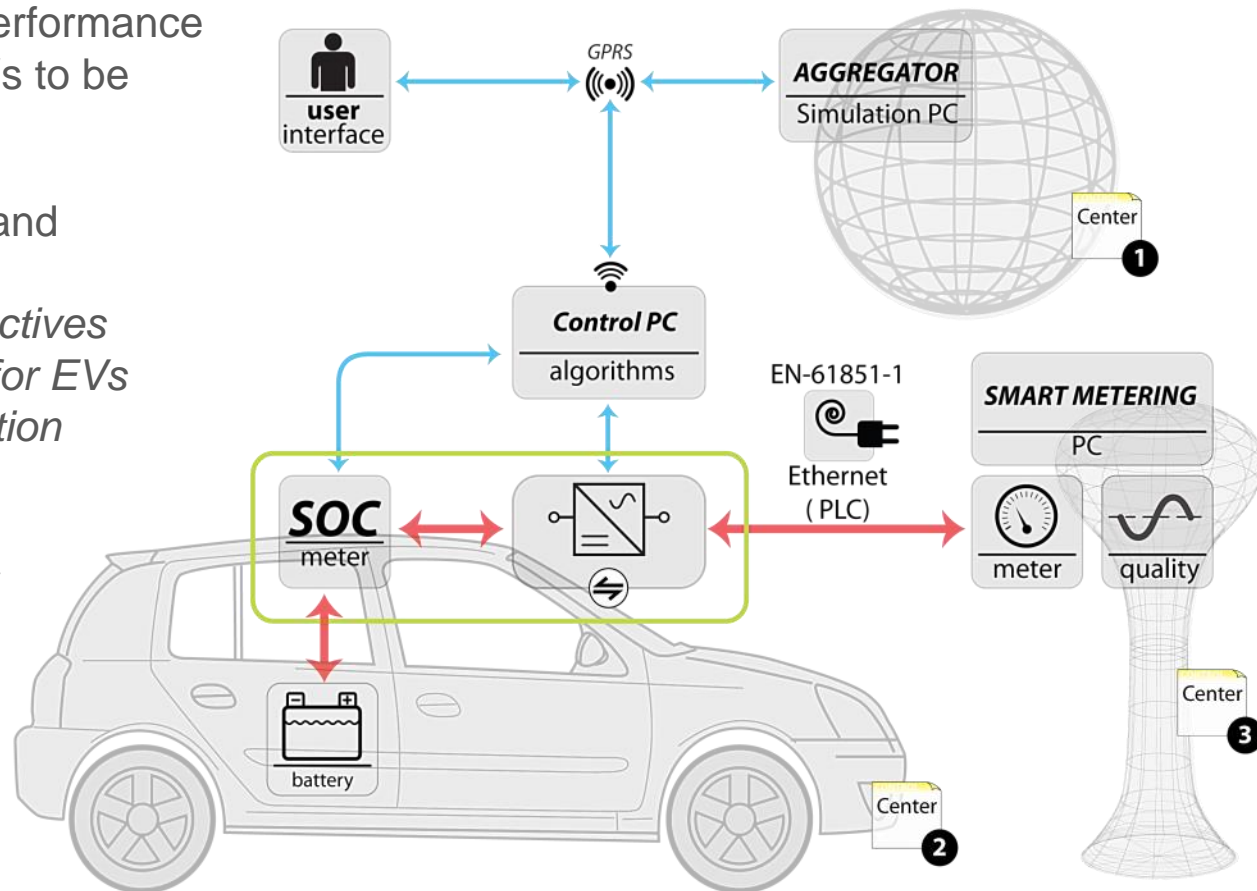 erformance
s to be
and
ctives
for EVs
tion
user
interface
GPRS
AGGREGATOR
Simulation PC
Center
1
Control PC
algorithms
EN-61851-1
Ethernet
( PLC)
SMART METERING
PC
meter
quality
SOC
meter
battery
Center
2
Center
3